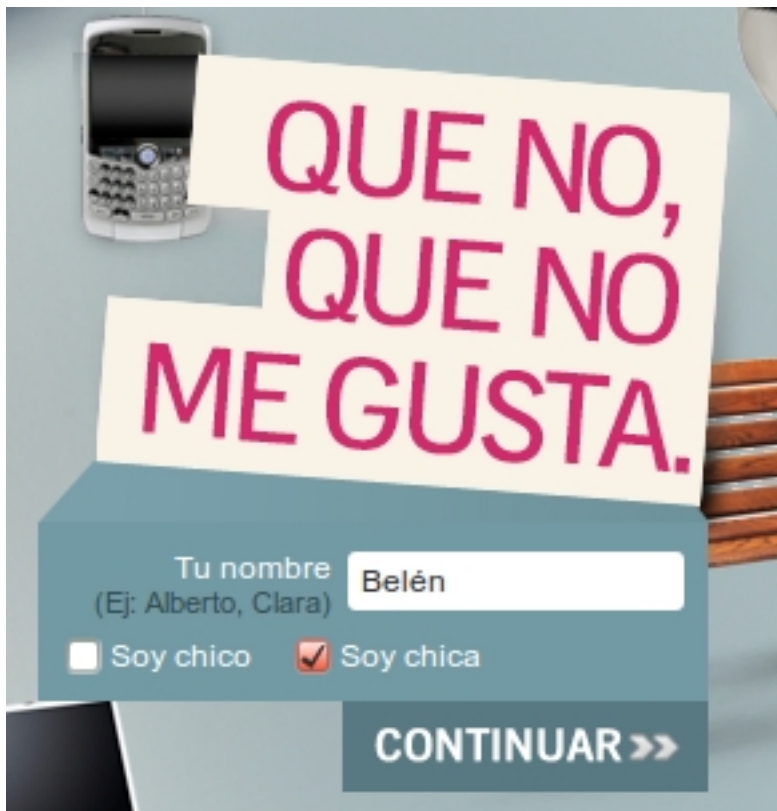 QUE NO,
QUE NO
ME GUSTA.
Tu nombre
(Ej: Alberto, Clara)
Belén
Soy chico
Soy chica
CONTINUAR